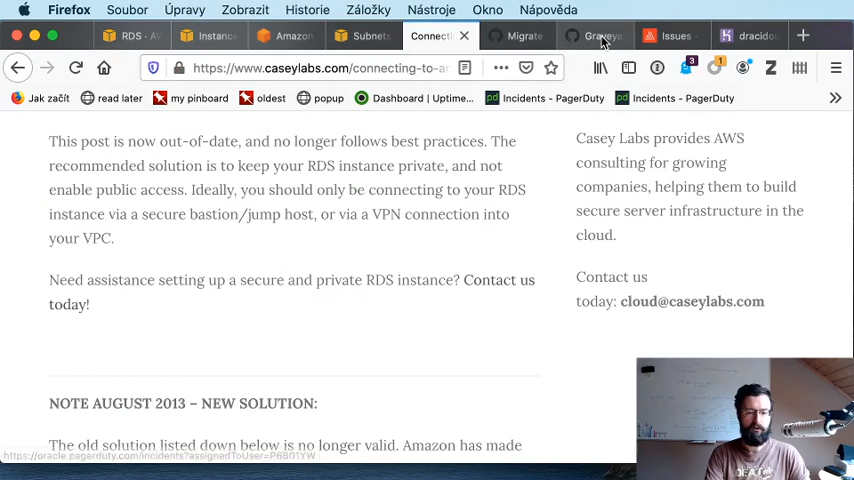 Firefox Soubor Úpravy Zobrazit Historie Záložky Nástroje Okno Nápověda
RDS · AW Instance Amazon Subnets Connecti Migrate Graveya Issues - dracidou
https://www.caseylabs.com/connecting-to-an 3 1
Jak začít read later my pinboard oldest popup Dashboard | Uptime... Incidents - PagerDuty Incidents - PagerDuty
This post is now out-of-date, and no longer follows best practices. The
recommended solution is to keep your RDS instance private, and not
enable public access. Ideally, you should only be connecting to your RDS
instance via a secure bastion/jump host, or via a VPN connection into
your VPC.
Need assistance setting up a secure and private RDS instance? Contact us
today!
NOTE AUGUST 2013 – NEW SOLUTION:
The old solution listed down below is no longer valid. Amazon has made
https://oracle.pagerduty.com/incidents?assignedToUser=P6B01YW
Casey Labs provides AWS
consulting for growing
companies, helping them to build
secure server infrastructure in the
cloud.
Contact us
today: cloud@caseylabs.com